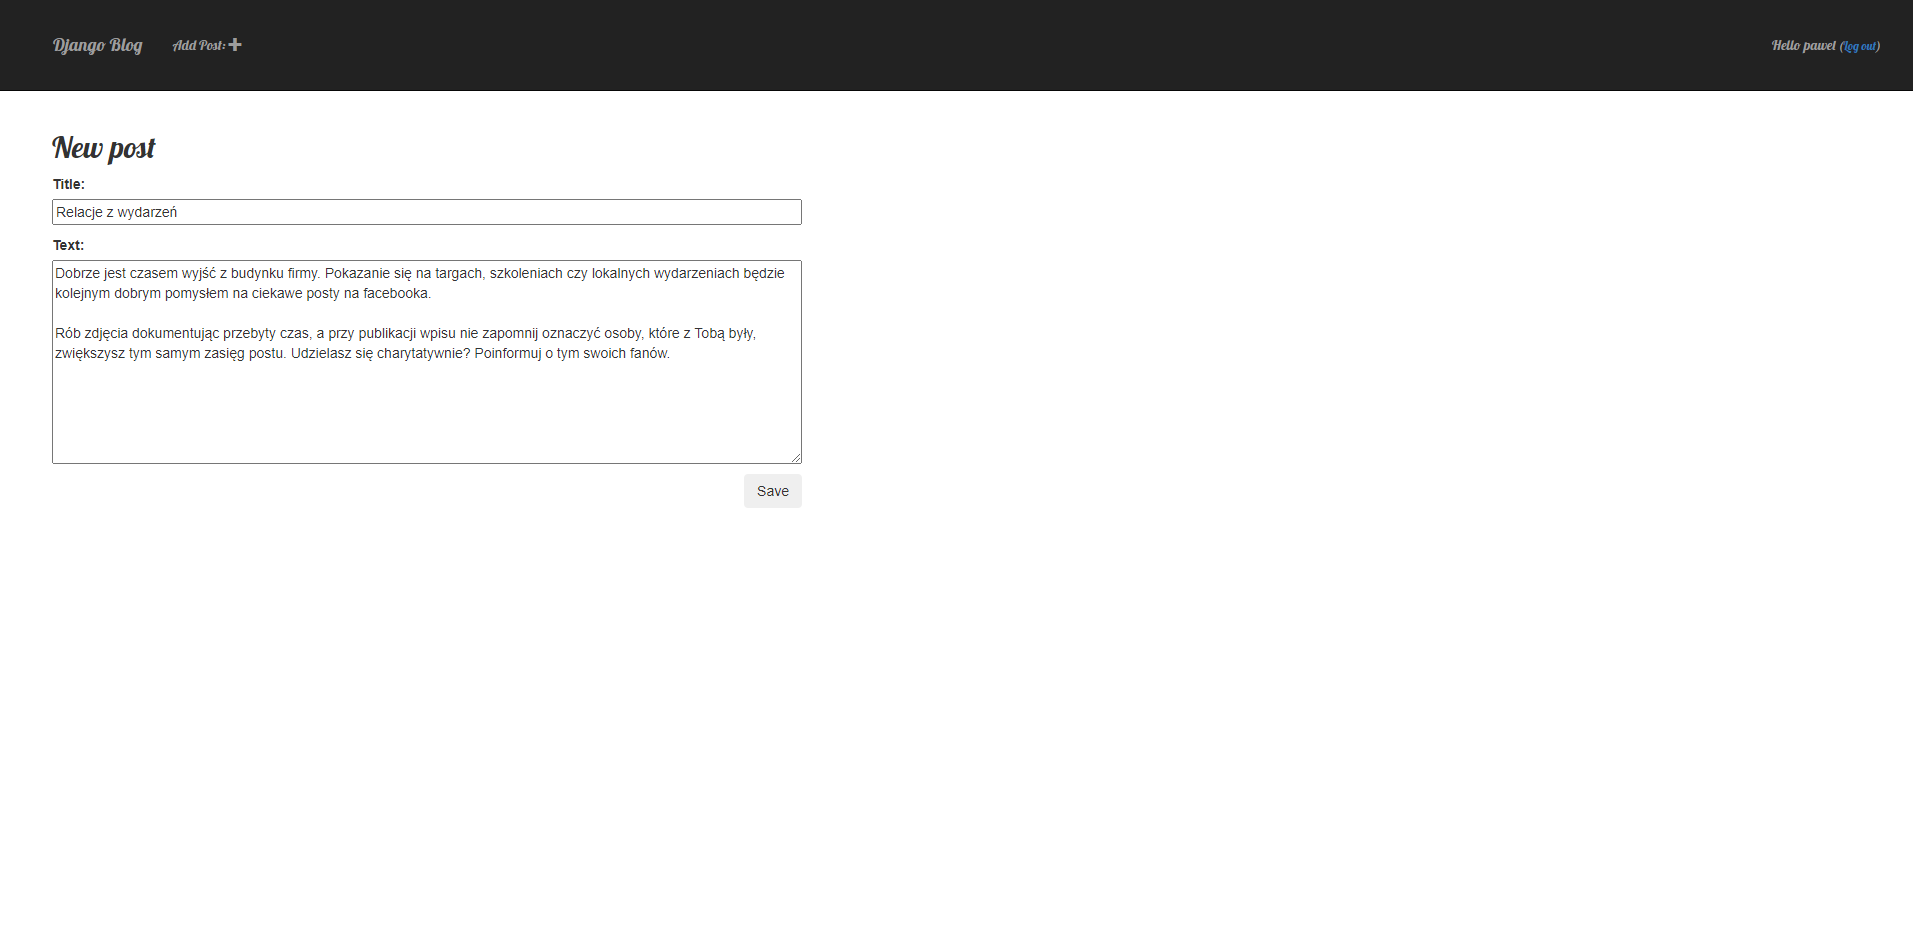 Django Blog Add Post: Hello pawel (log out)
New post
Title:
Relacje z wydarzeń
Text:
Dobrze jest czasem wyjść z budynku firmy. Pokazanie się na targach, szkoleniach czy lokalnych wydarzeniach będzie
kolejnym dobrym pomysłem na ciekawe posty na facebooka.
Rób zdjęcia dokumentując przebyty czas, a przy publikacji wpisu nie zapomnij oznaczyć osoby, które z Tobą były,
zwiększysz tym samym zasięg postu. Udzielasz się charytatywnie? Poinformuj o tym swoich fanów.
Save